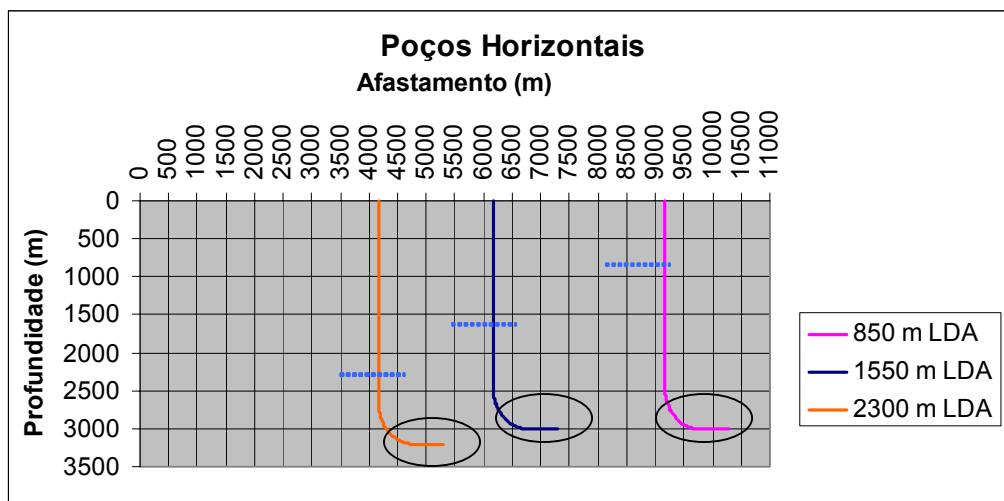 Poços Horizontais
Afastamento (m)
0 500 1000 1500 2000 2500 3000 3500 4000 4500 5000 5500 6000 6500 7000 7500 8000 8500 9000 9500 10000 10500 11000
Profundidade (m)
0
500
1000
1500
2000
2500
3000
3500
850 m LDA
1550 m LDA
2300 m LDA